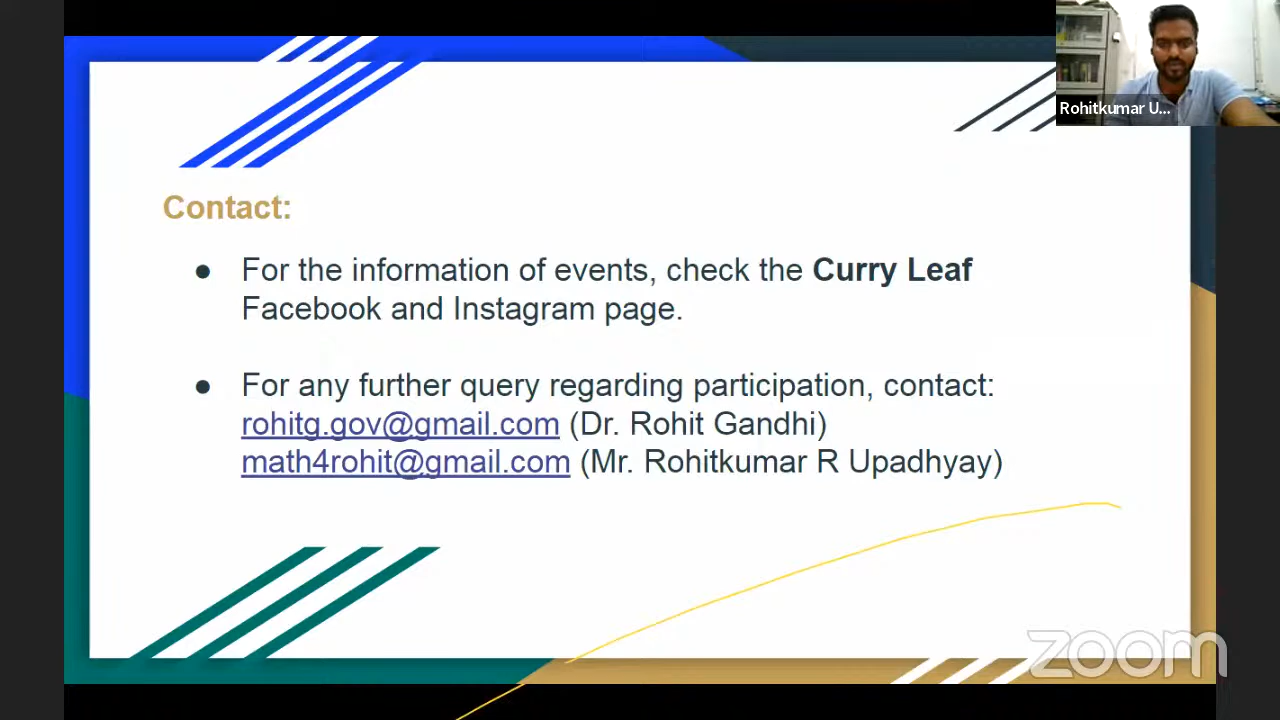 Rohitkumar U...
Contact:
● For the information of events, check the Curry Leaf
Facebook and Instagram page.
● For any further query regarding participation, contact:
rohitg.gov@gmail.com (Dr. Rohit Gandhi)
math4rohit@gmail.com (Mr. Rohitkumar R Upadhyay)
zoom